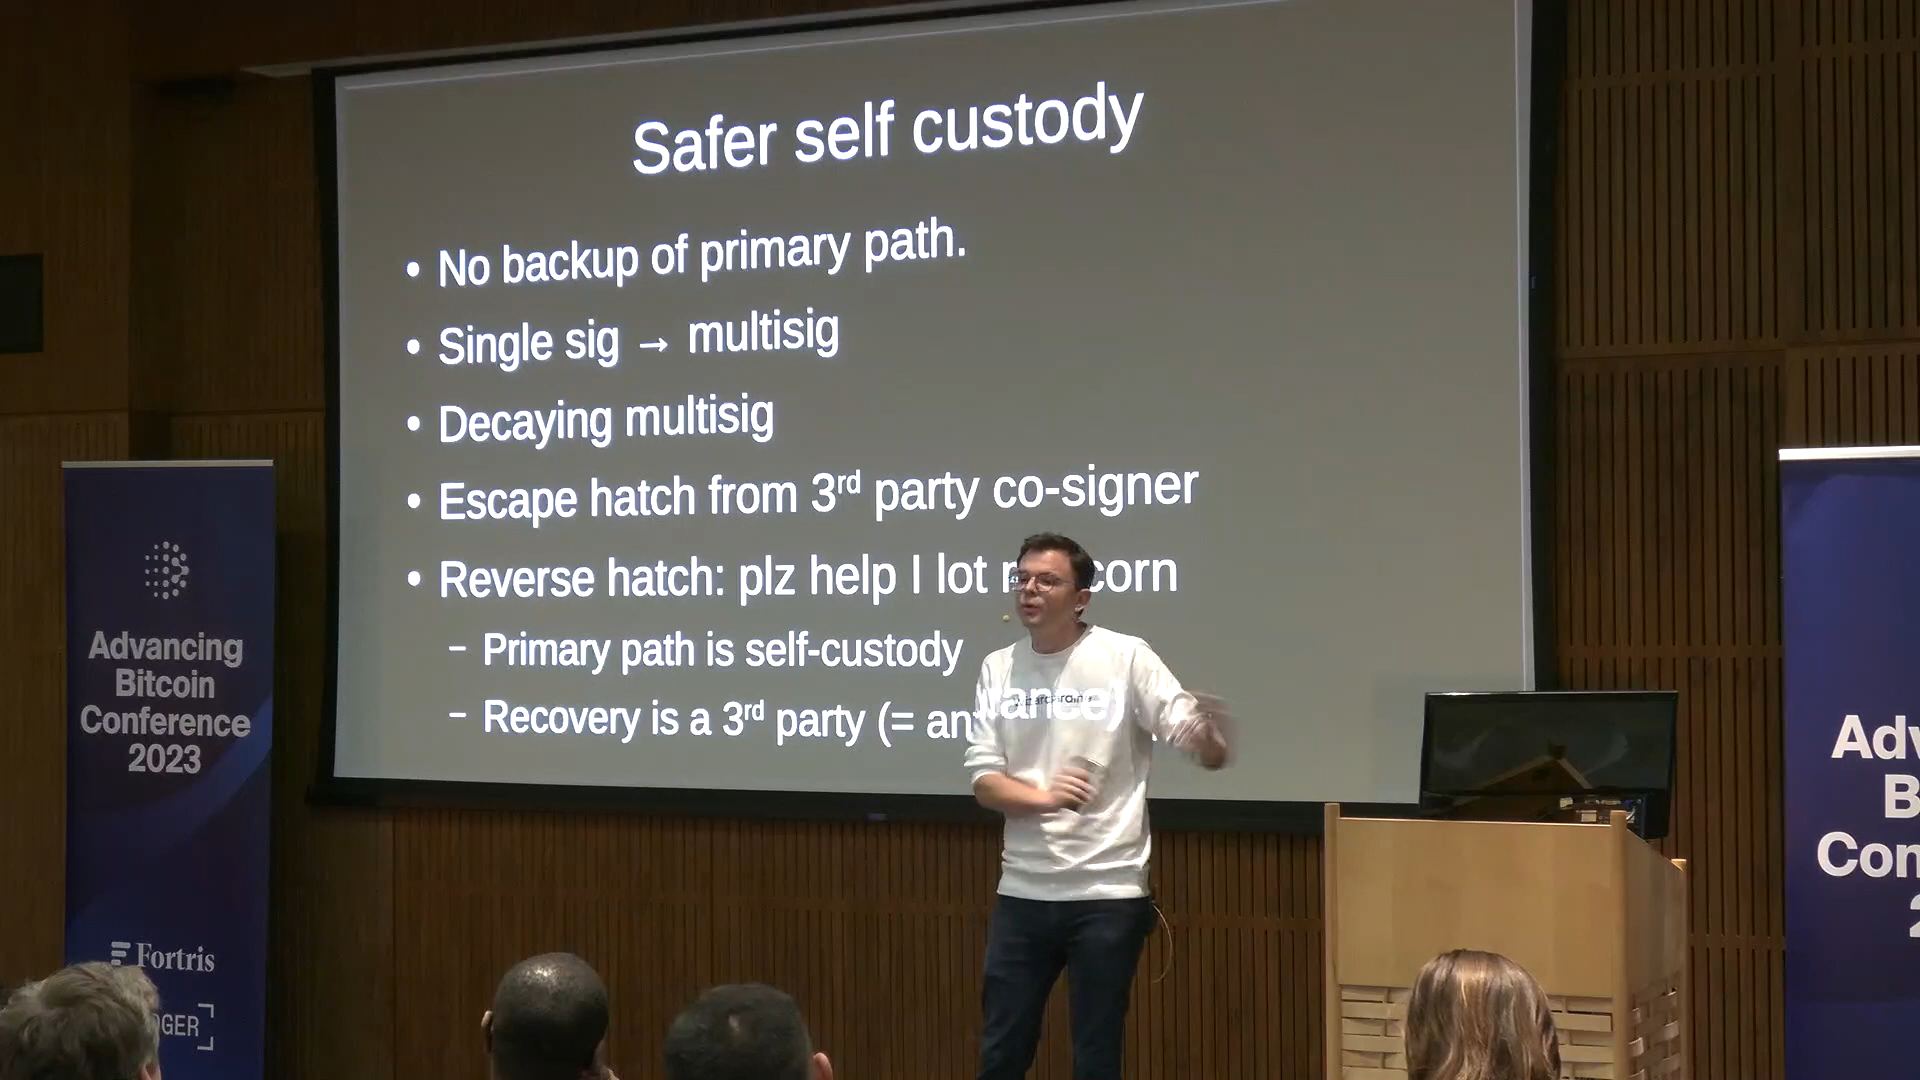 Safer self custody
• No backup of primary path.
• Single sig → multisig
• Decaying multisig
• Escape hatch from 3rd party co-signer
• Reverse hatch: plz help I lot corn
– Primary path is self-custody
– Recovery is a 3rd party (=
Advancing
Bitcoin
Conference
2023
Fortris
Adv
B
Con
2